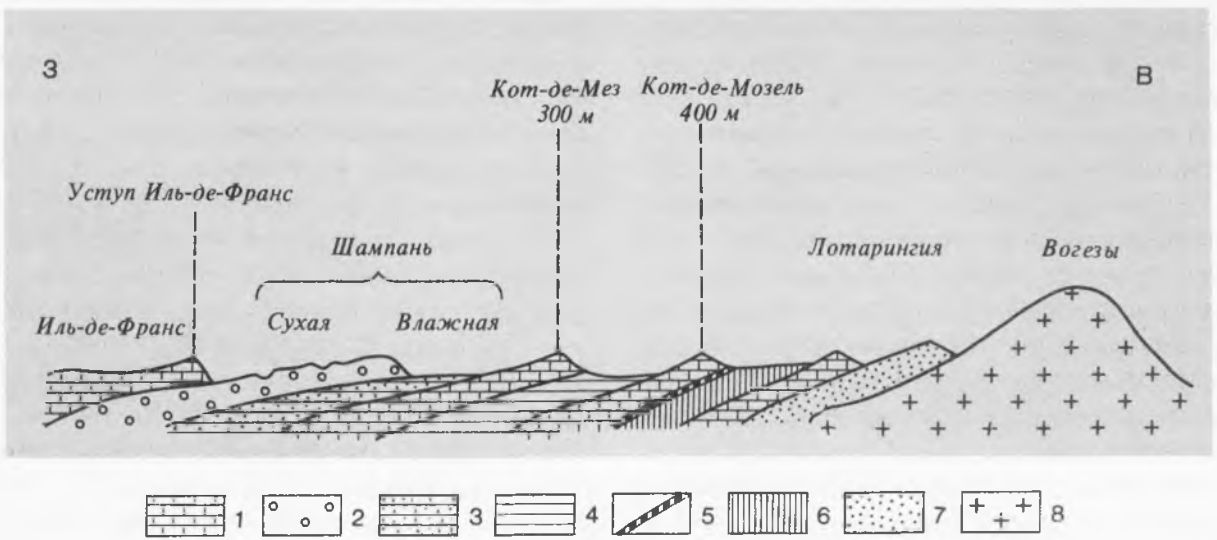 З
В
Кот-де-Мез
300 м
Кот-де-Мозель
400 м
Уступ Иль-де-Франс
Шампань
Лотарингия
Вогезы
Иль-де-Франс
Сухая
Влажная
1 2 3 4 5 6 7 8